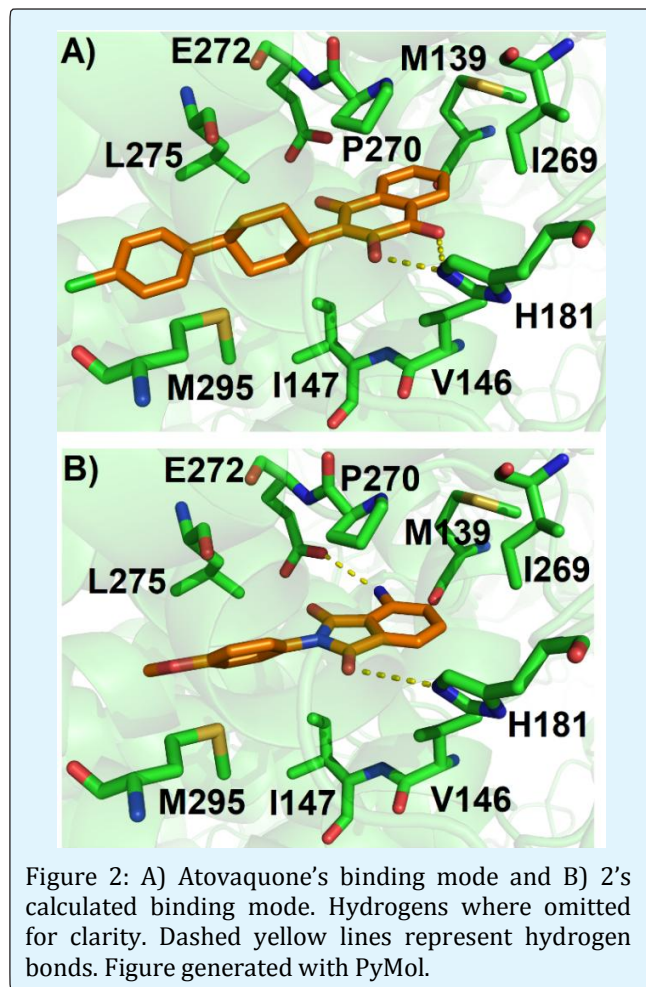 A)
E272
M139
L275
P270
I269
H181
M295
I147
V146
B)
E272
P270
M139
L275
I269
H181
M295
I147
V146
Figure 2: A) Atovaquone's binding mode and B) 2's
calculated binding mode. Hydrogens where omitted
for clarity. Dashed yellow lines represent hydrogen
bonds. Figure generated with PyMol.